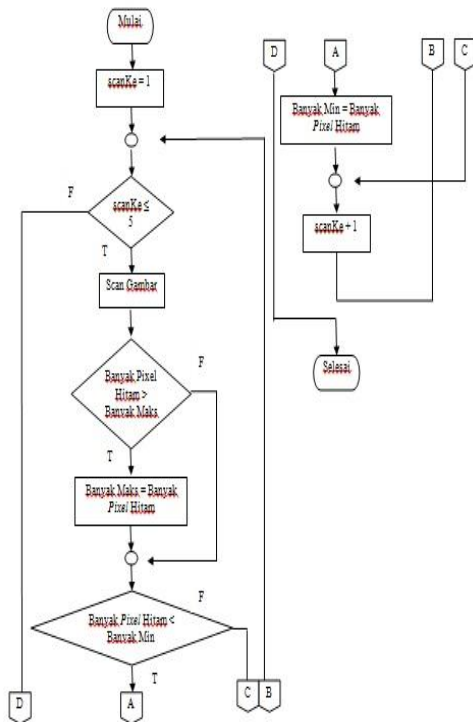 Mulai
scanKe = 1
F
scanKe ≤
5
T
Scan Gambar
F
Banyak Pixel
Hitam >
Banyak Maks
T
Banyak Maks = Banyak
Pixel Hitam
F
Banyak Pixel Hitam <
Banyak Min
T
D
A
C
B
D
A
B
C
Banyak Min = Banyak
Pixel Hitam
scanKe + 1
Selesai